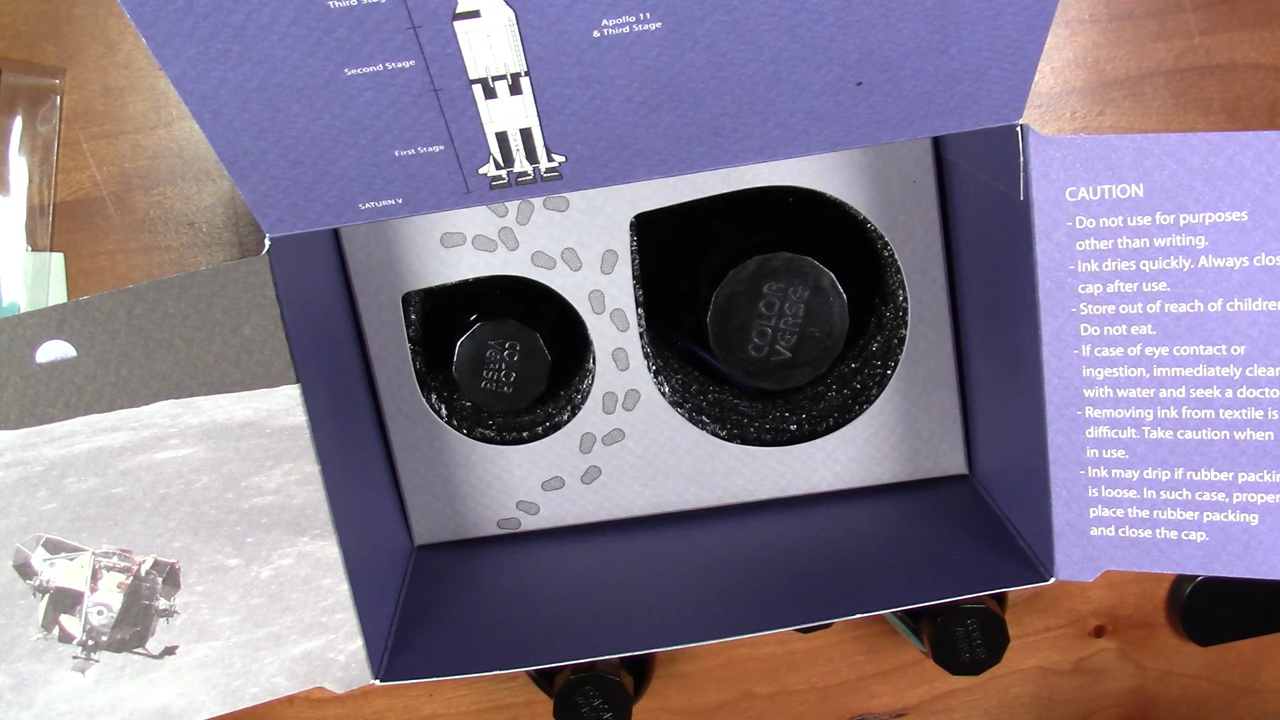 Third Stage
Apollo 11
& Third Stage
Second Stage
First Stage
SATURN V
COLOR
VERSE
COLOR
VERSE
CAUTION
- Do not use for purposes
other than writing.
- Ink dries quickly. Always clos
cap after use.
- Store out of reach of childre
Do not eat.
- If case of eye contact or
ingestion, immediately clean
with water and seek a docto
- Removing ink from textile is
difficult. Take caution when
in use.
- Ink may drip if rubber packin
is loose. In such case, proper
place the rubber packing
and close the cap.